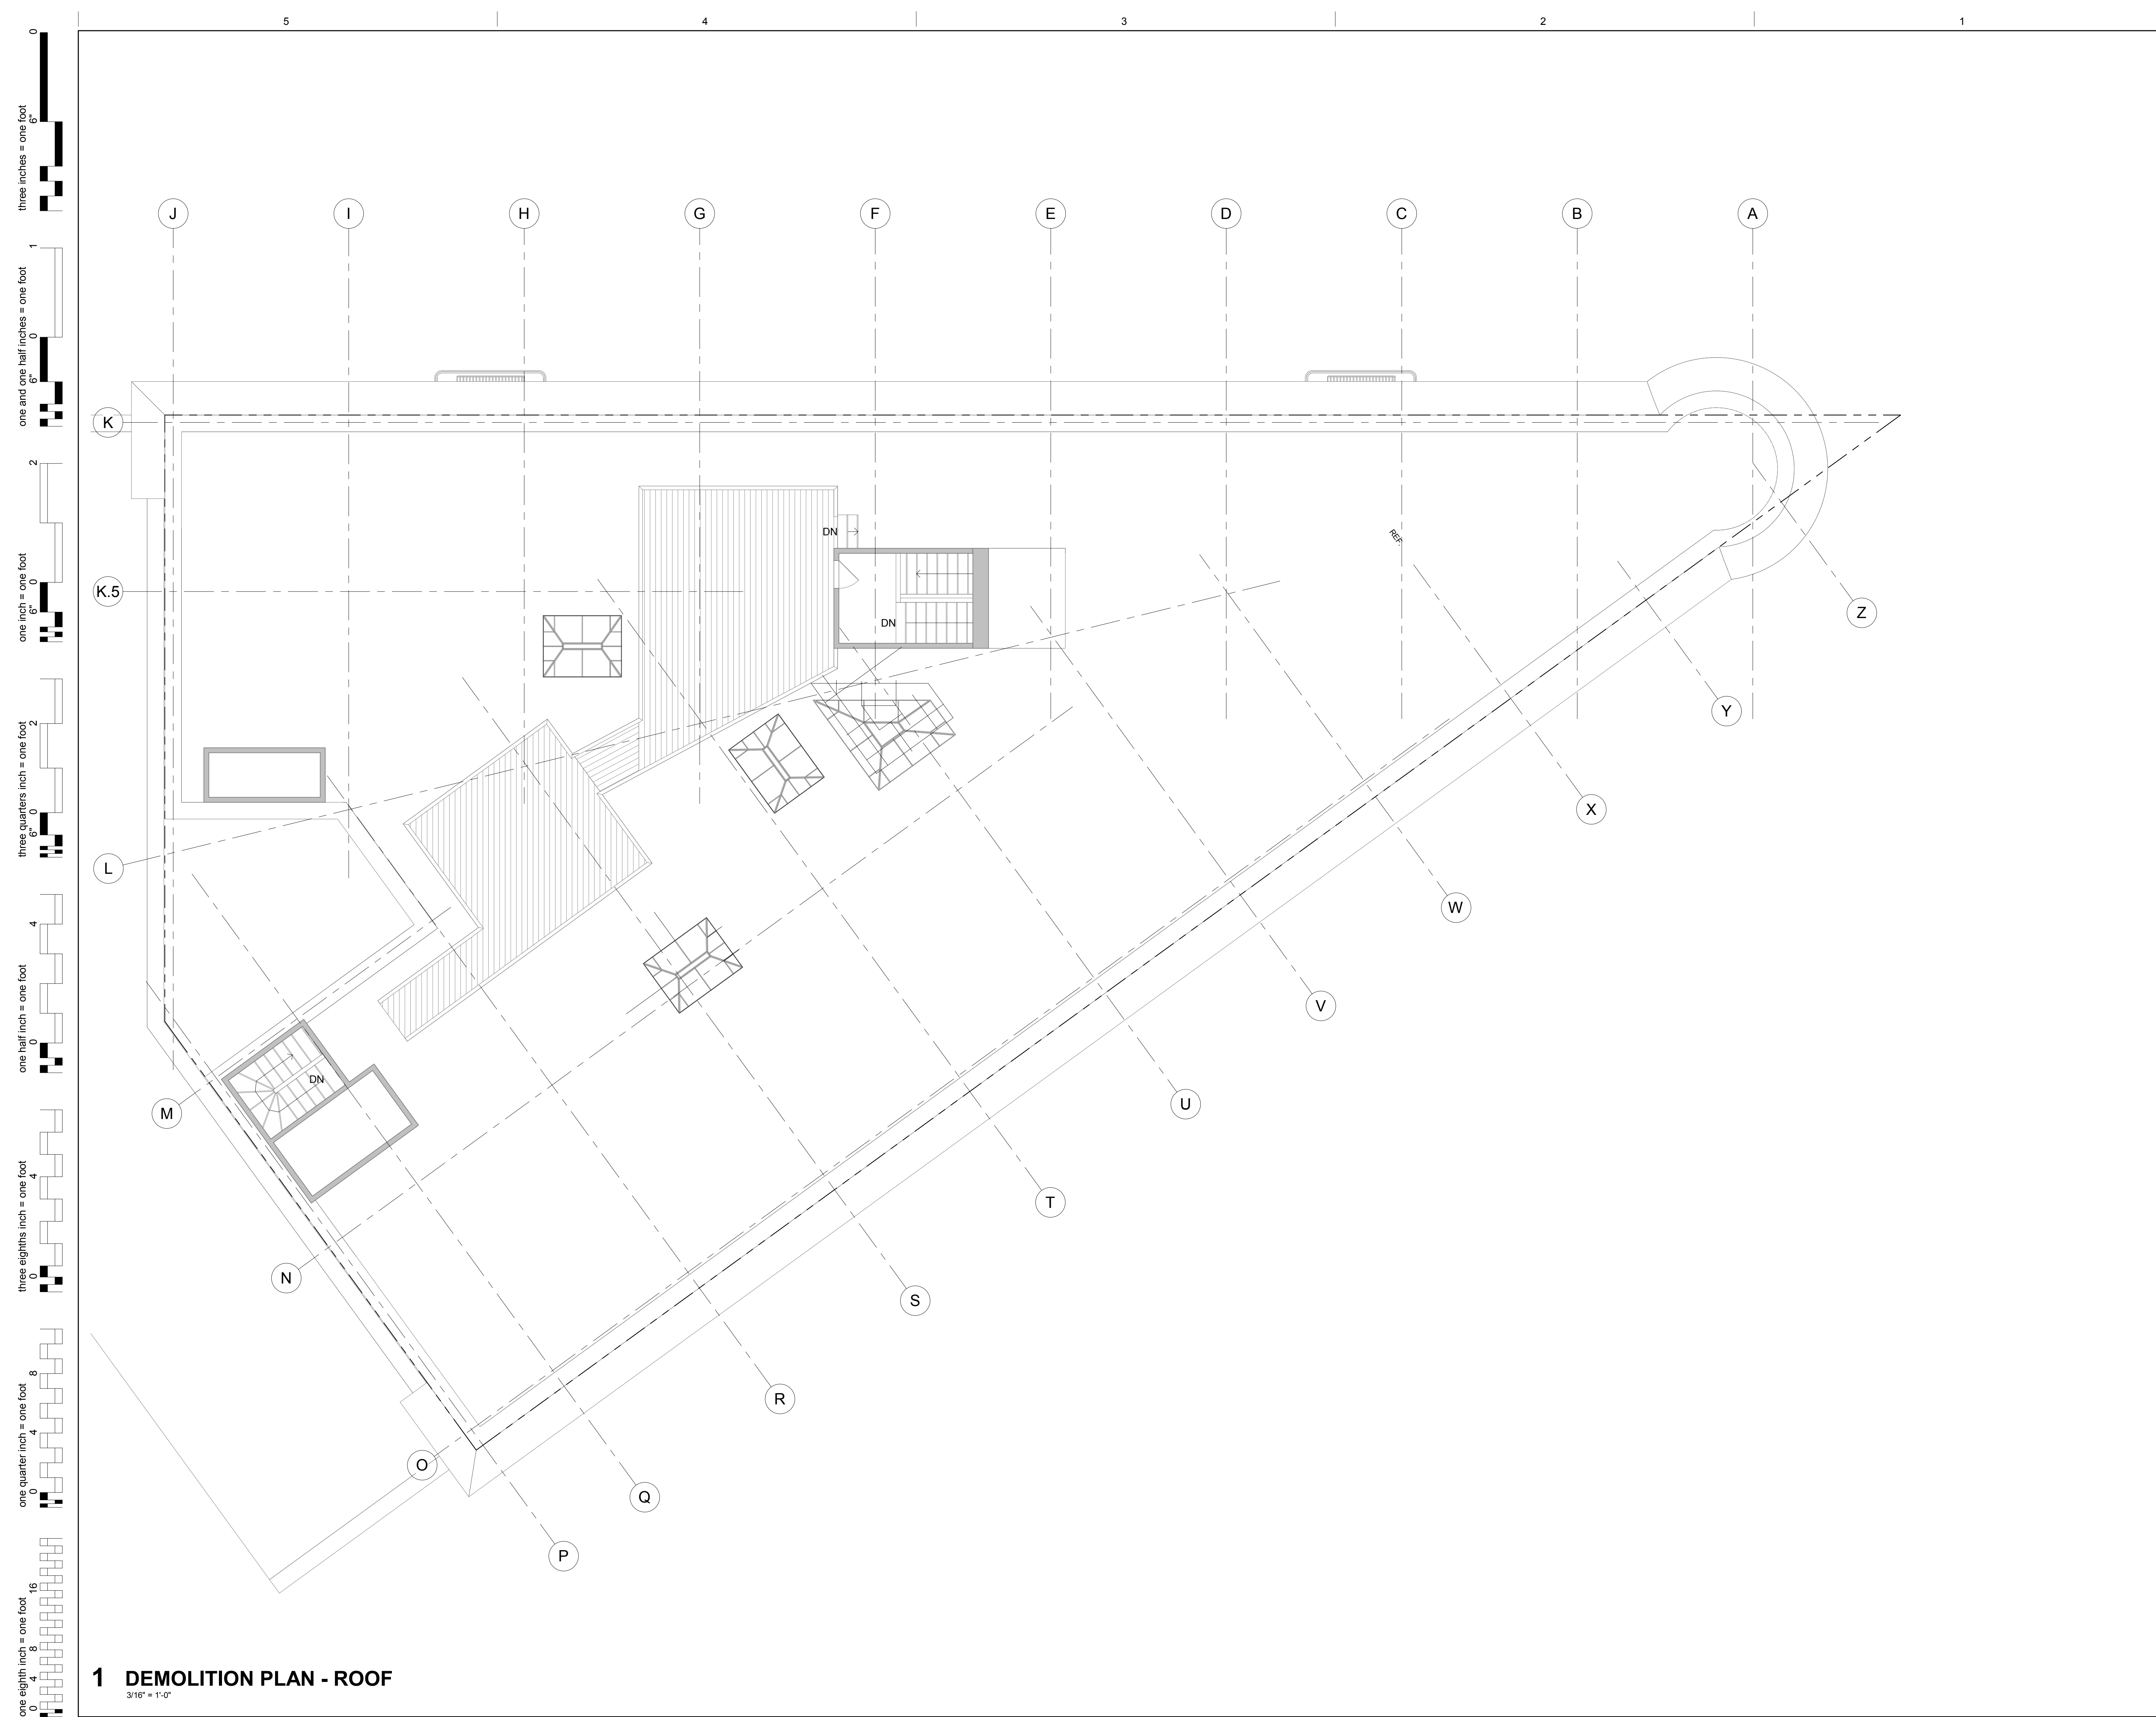 5 4 3 2 1
three inches = one foot
0 6"
one and one half inches = one foot
1 0 6"
one inch = one foot
2 0 6"
three quarters inch = one foot
2 0 6"
one half inch = one foot
4 0
three eighths inch = one foot
4 0
one quarter inch = one foot
8 4 0
one eighth inch = one foot
16 8 4 0
J I H G F E D C B A
K
DN
REF.
K.5
Z
DN
Y
X
L
W
V
DN
U
M
T
N
S
R
O
Q
P
1 DEMOLITION PLAN - ROOF
3/16" = 1'-0"